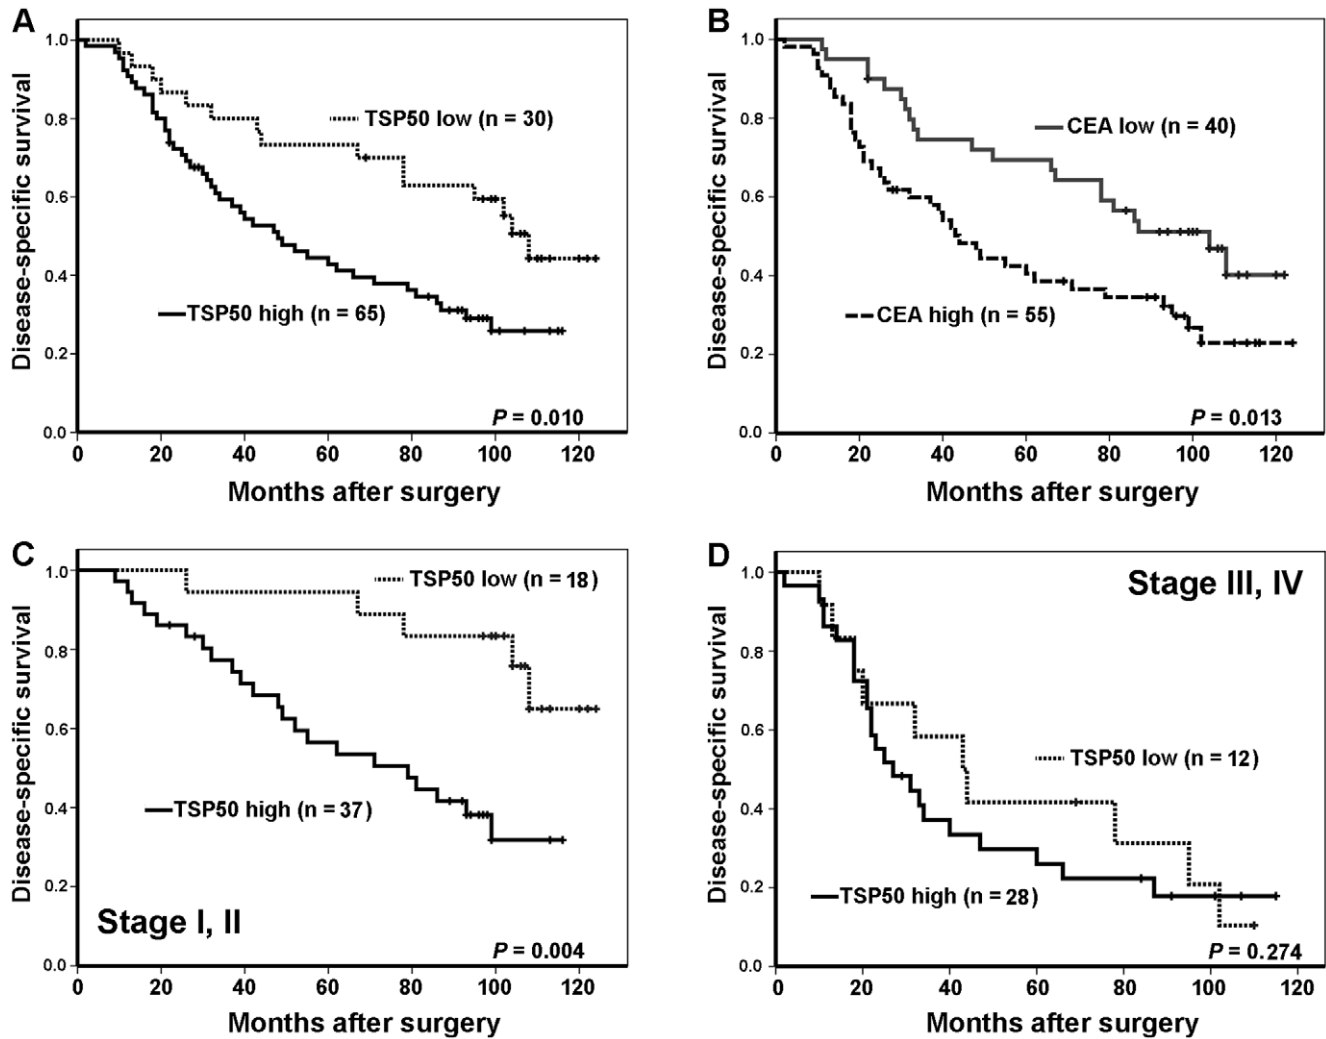 A
1.0
0.8
0.6
0.4
0.2
0.0
Disease-specific survival
TSP50 low (n = 30)
TSP50 high (n = 65)
P = 0.010
0 20 40 60 80 100 120
Months after surgery
B
1.0
0.8
0.6
0.4
0.2
0.0
Disease-specific survival
CEA low (n = 40)
CEA high (n = 55)
P = 0.013
0 20 40 60 80 100 120
Months after surgery
C
1.0
0.8
0.6
0.4
0.2
0.0
Disease-specific survival
TSP50 low (n = 18)
TSP50 high (n = 37)
Stage I, II
P = 0.004
0 20 40 60 80 100 120
Months after surgery
D
1.0
0.8
0.6
0.4
0.2
0.0
Disease-specific survival
Stage III, IV
TSP50 low (n = 12)
TSP50 high (n = 28)
P = 0.274
0 20 40 60 80 100 120
Months after surgery